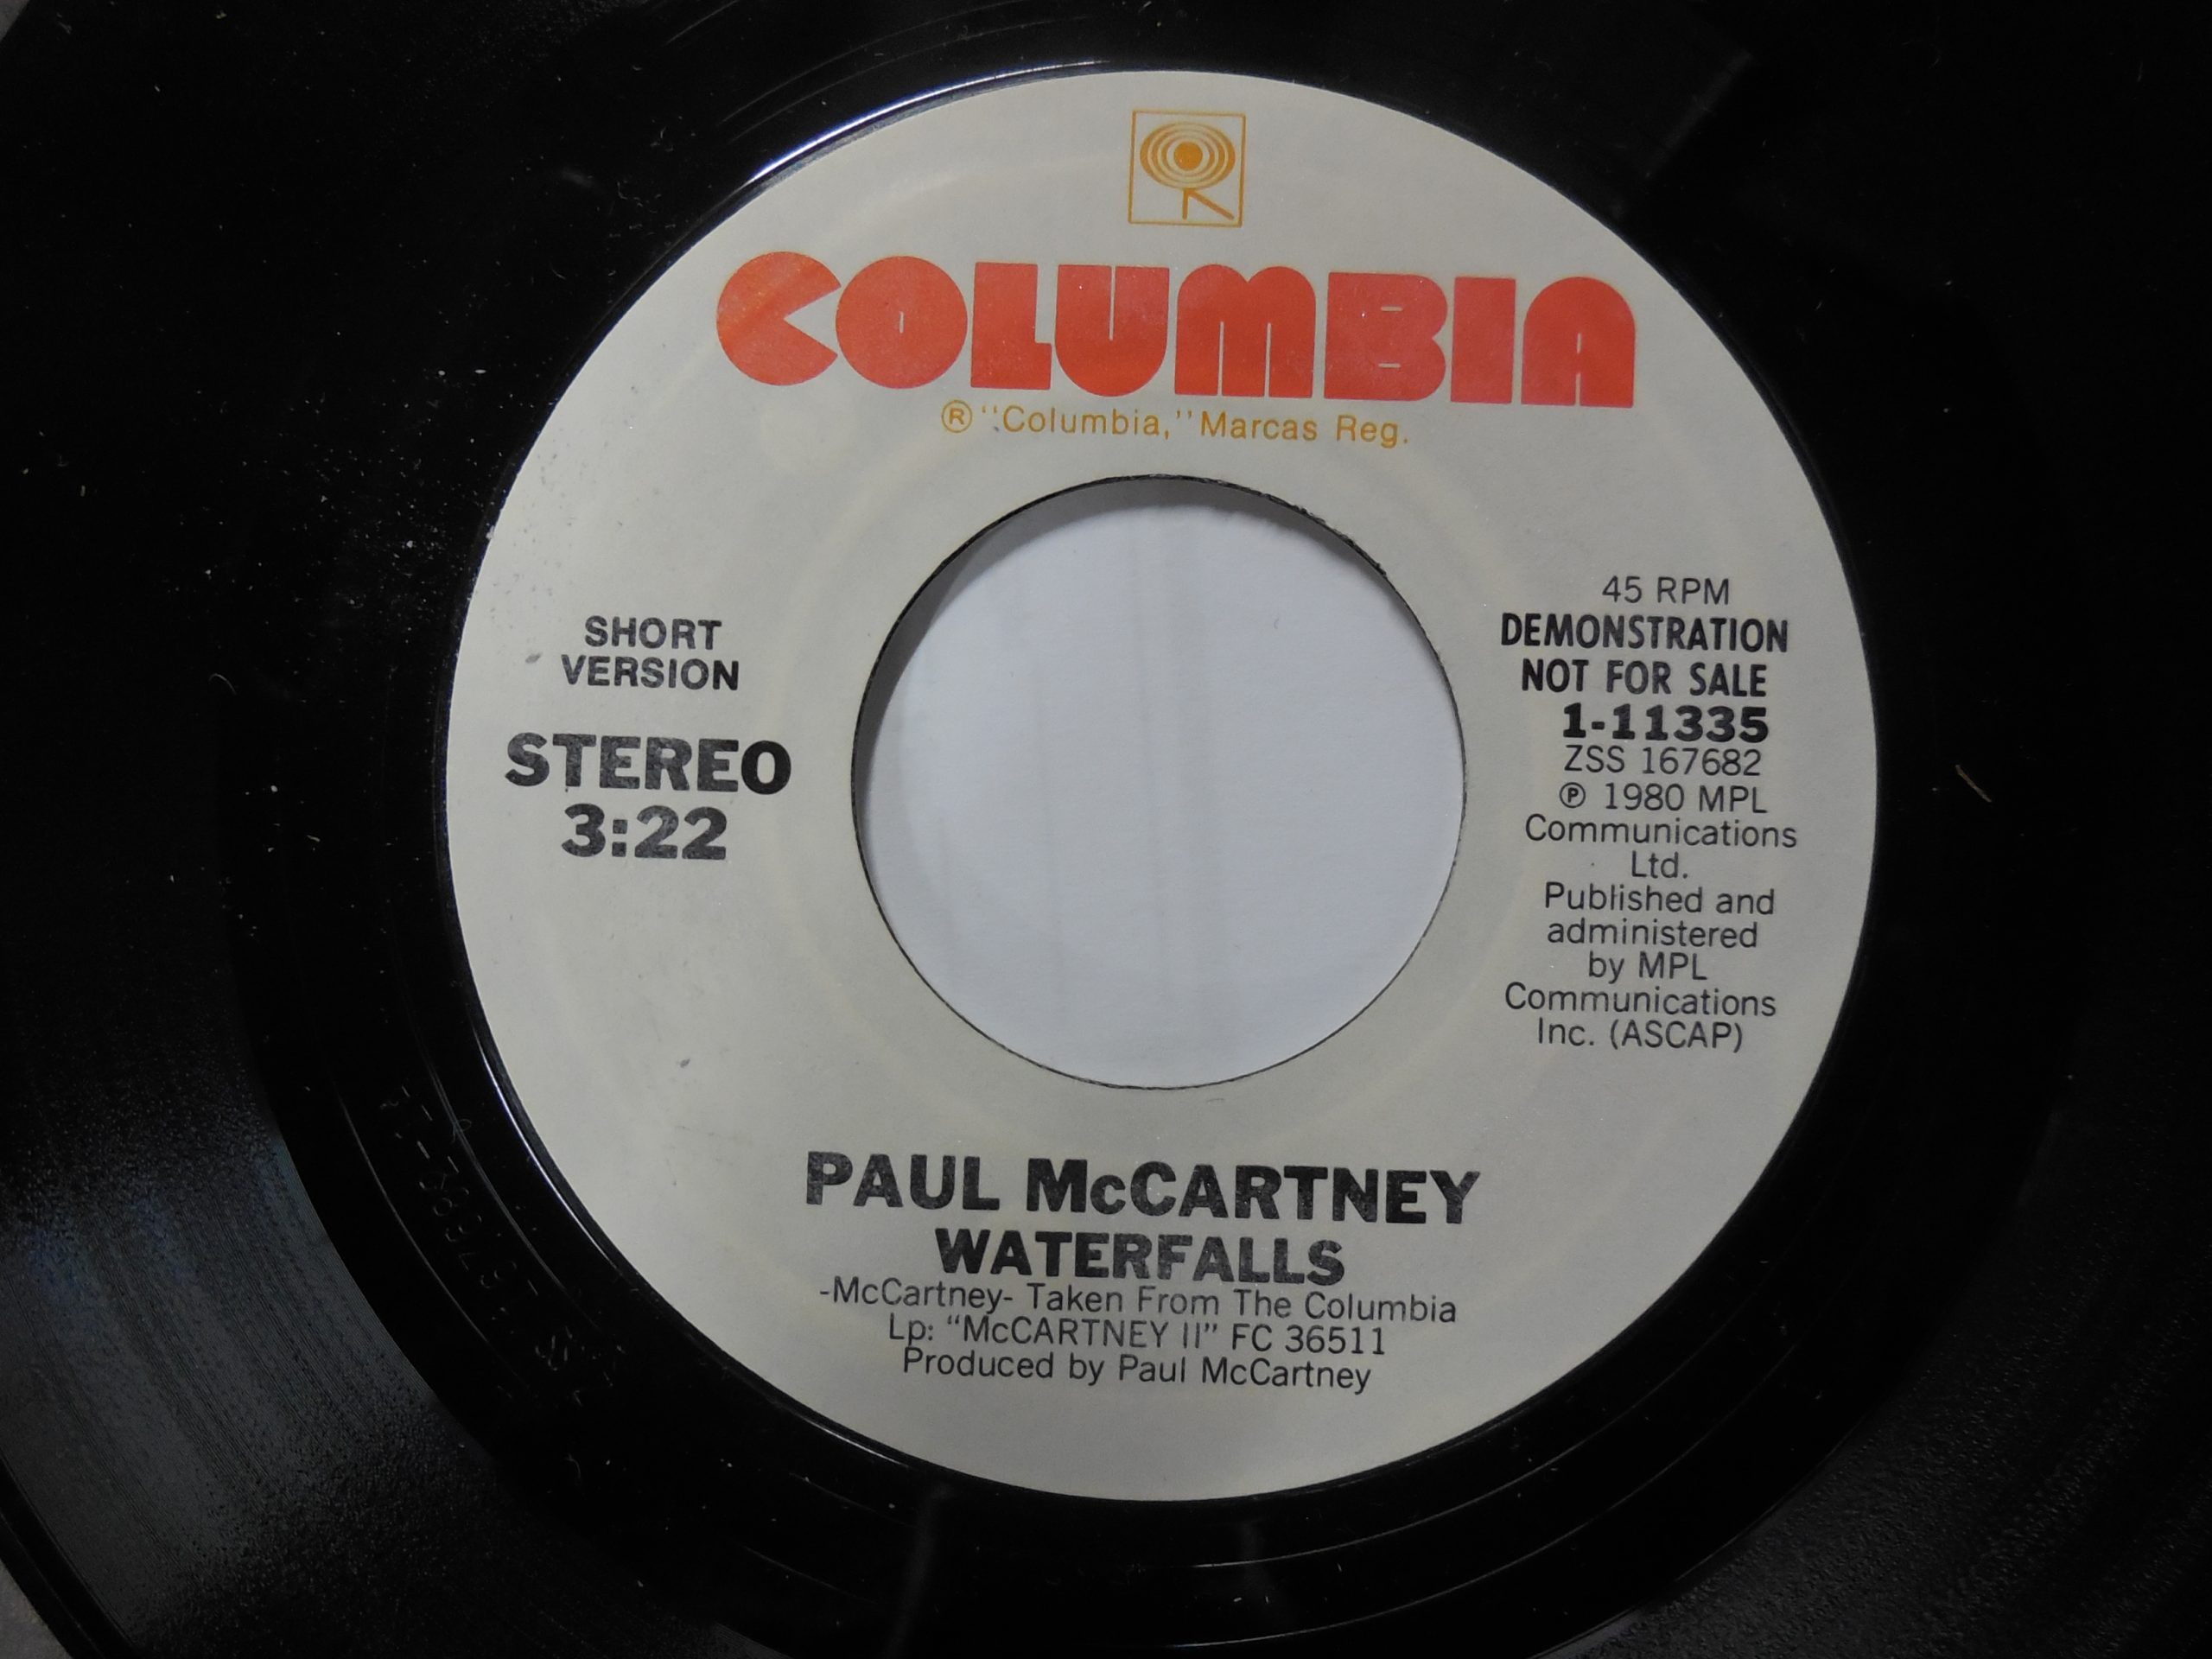 COLUMBIA
® "Columbia," Marcas Reg.
SHORT
VERSION
STEREO
3:22
45 RPM
DEMONSTRATION
NOT FOR SALE
1-11335
ZSS 167682
℗ 1980 MPL
Communications
Ltd.
Published and
administered
by MPL
Communications
Inc. (ASCAP)
PAUL McCARTNEY
WATERFALLS
-McCartney- Taken From The Columbia
Lp: "McCARTNEY II" FC 36511
Produced by Paul McCartney